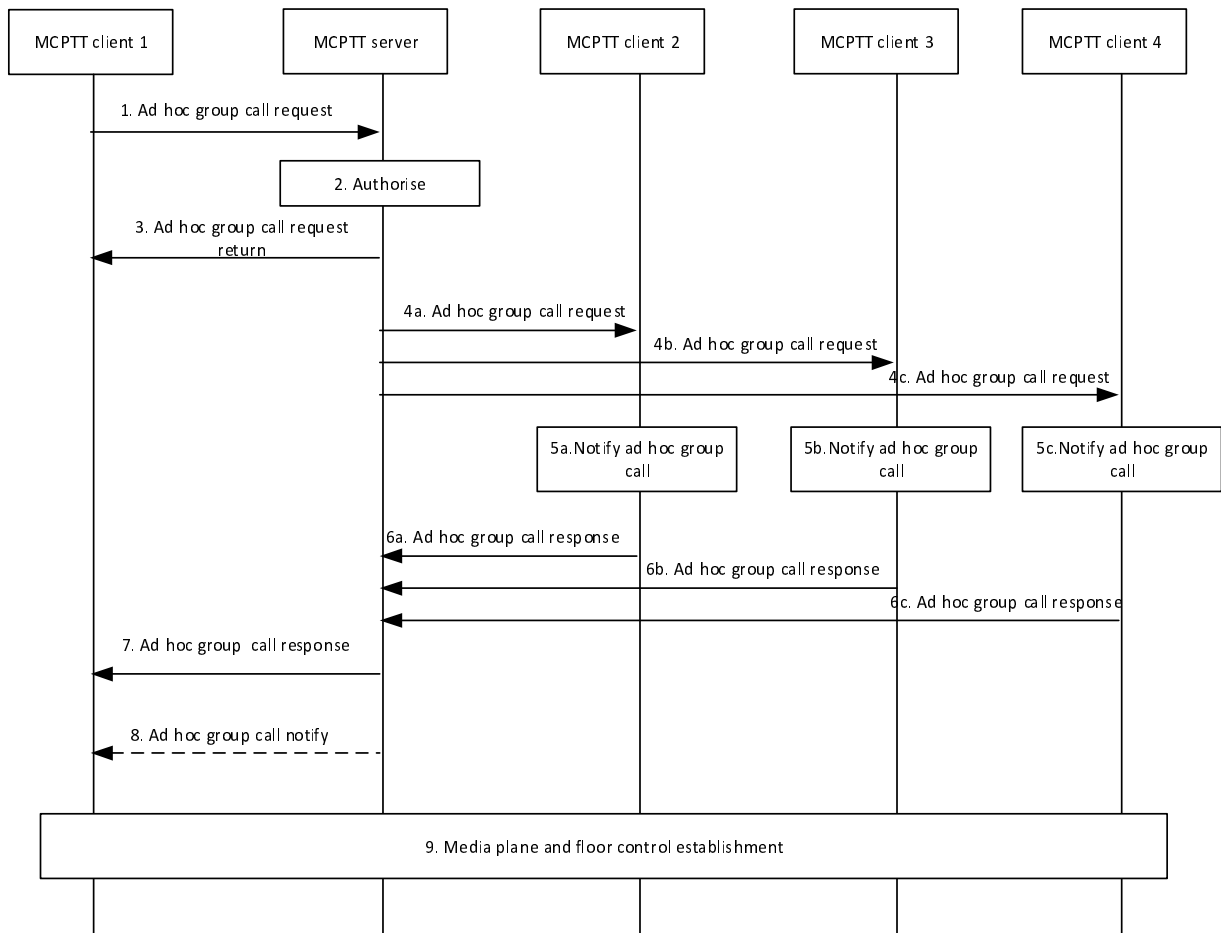 MCPTT client 1
MCPTT server
MCPTT client 2
MCPTT client 3
MCPTT client 4
1. Ad hoc group call request
2. Authorise
3. Ad hoc group call request
return
4a. Ad hoc group call request
4b. Ad hoc group call request
4c. Ad hoc group call request
5a.Notify ad hoc group
call
5b.Notify ad hoc group
call
5c.Notify ad hoc group
call
6a. Ad hoc group call response
6b. Ad hoc group call response
6c. Ad hoc group call response
7. Ad hoc group  call response
8. Ad hoc group call notify
9. Media plane and floor control establishment